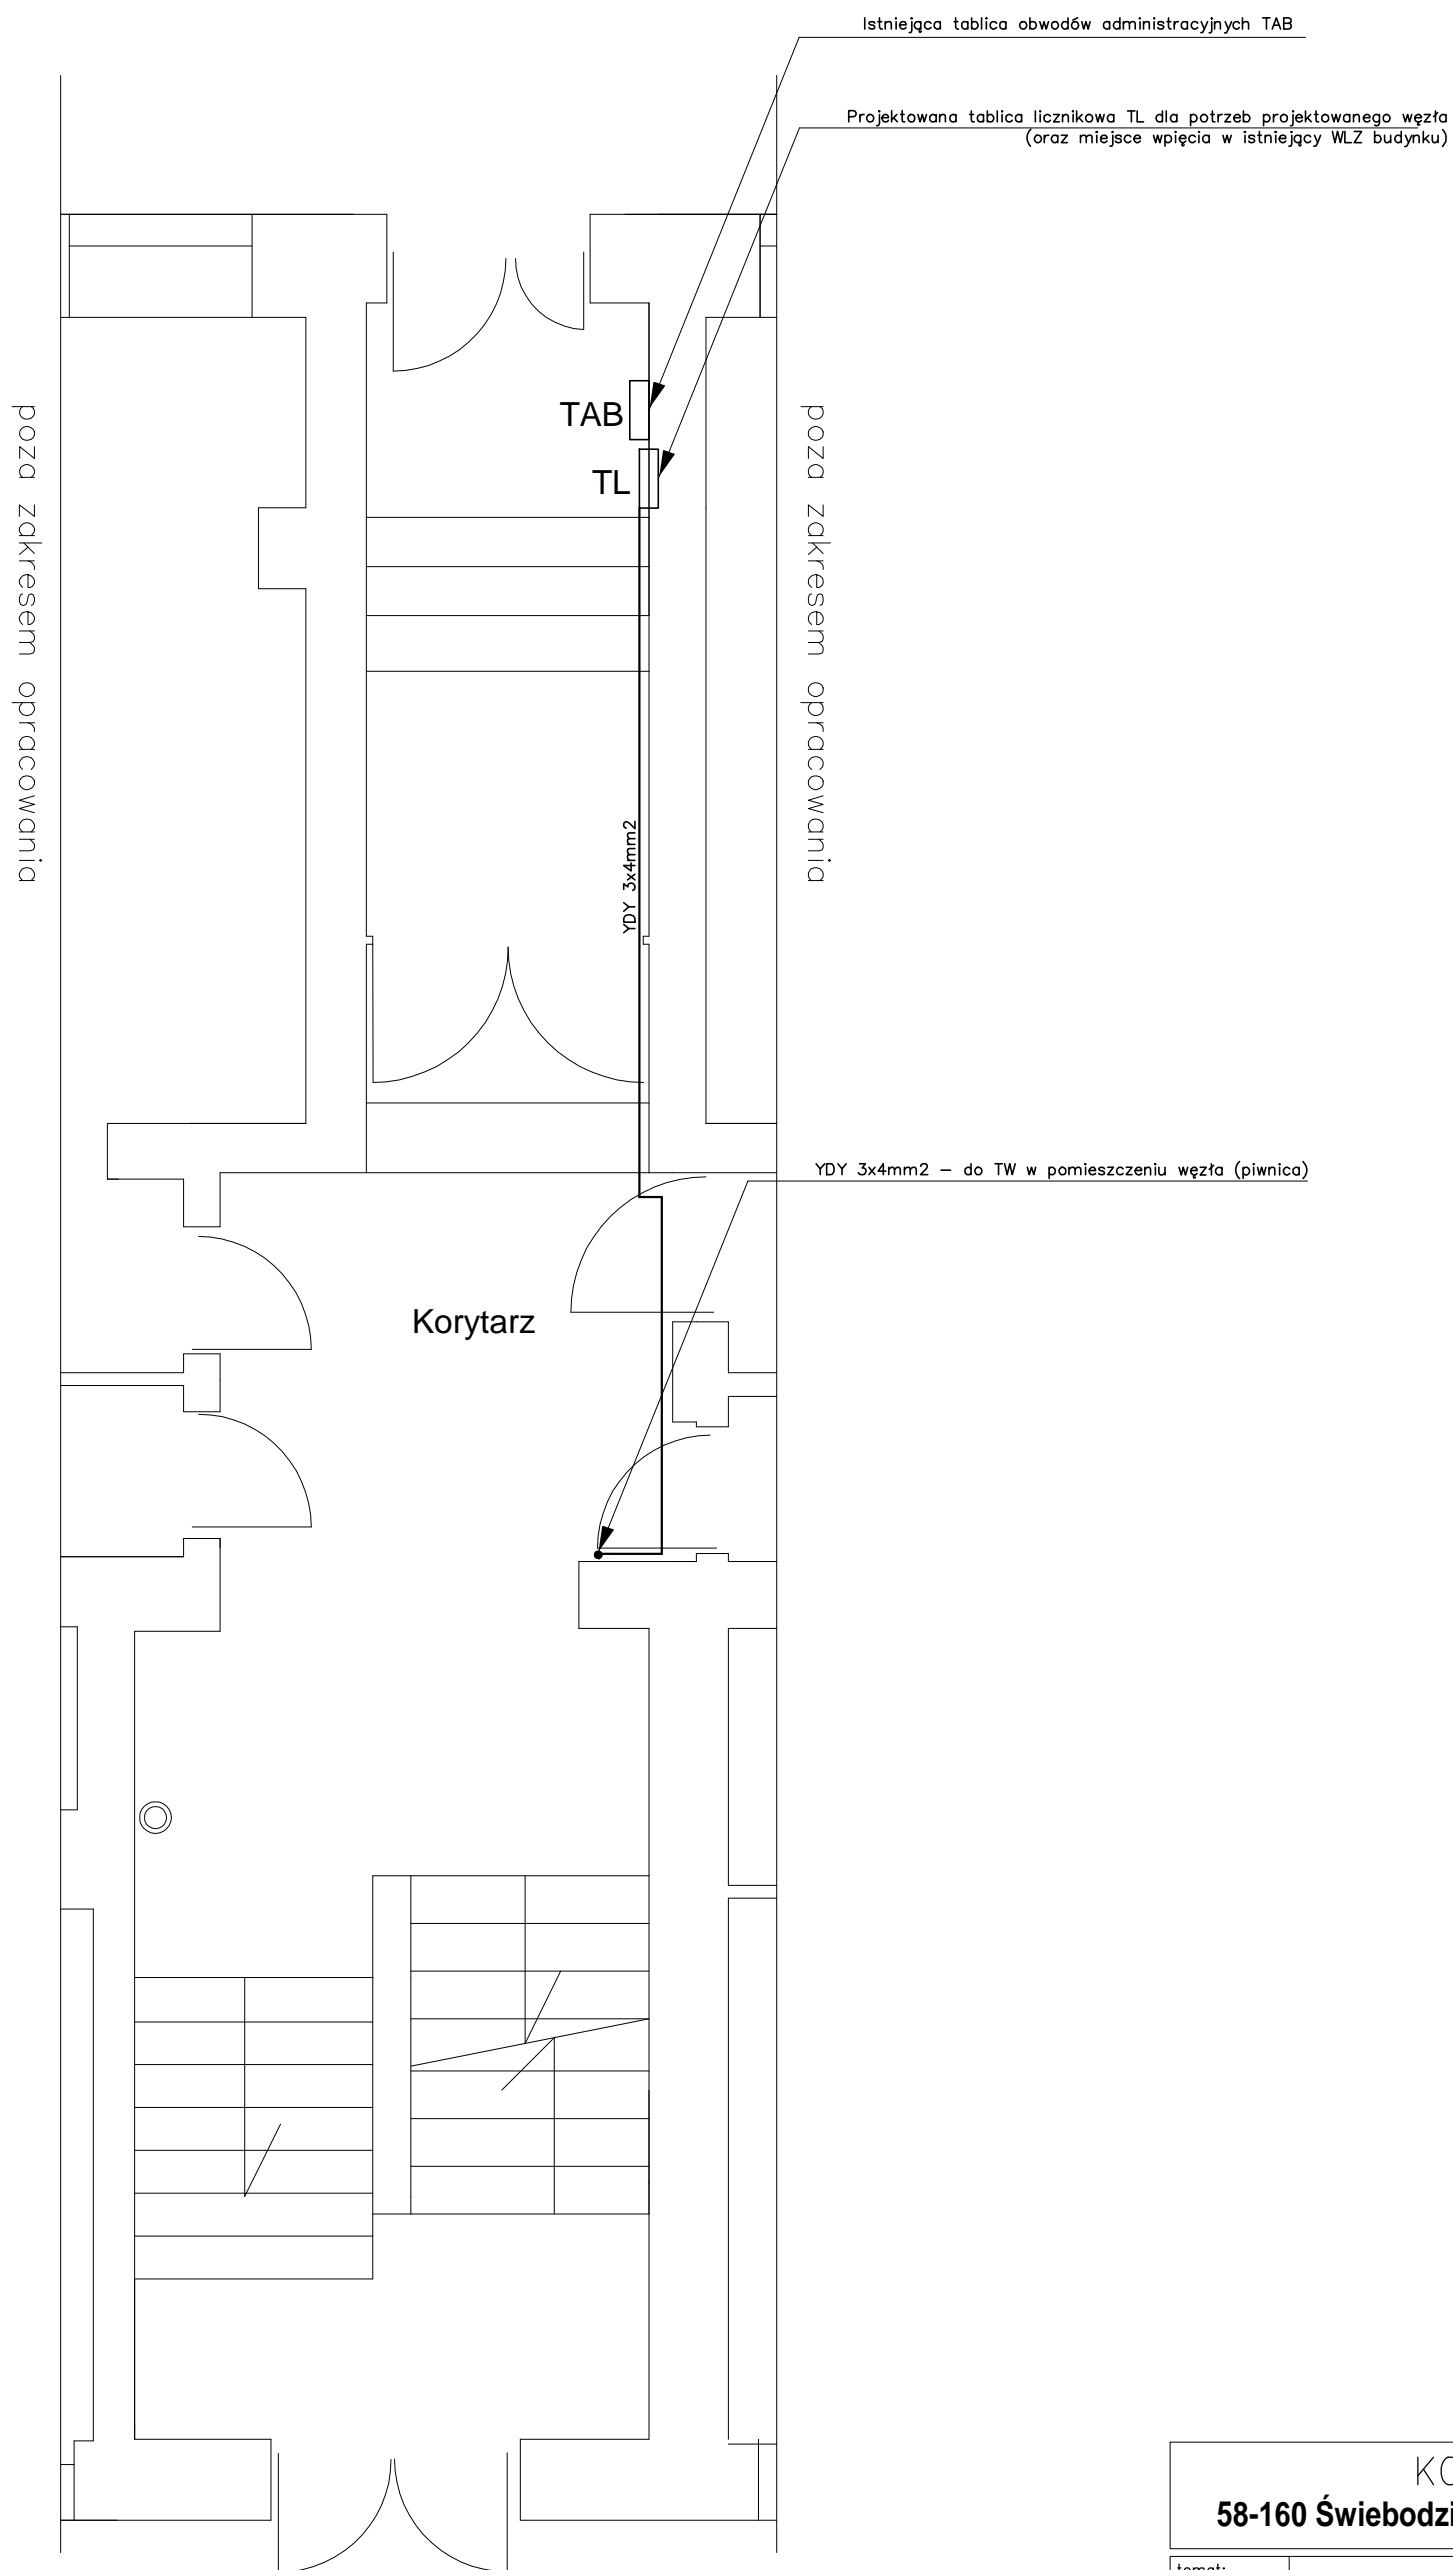 Istniejąca tablica obwodów administracyjnych TAB
Projektowana tablica licznikowa TL dla potrzeb projektowanego węzła
(oraz miejsce wpięcia w istniejący WLZ budynku)
poza zakresem opracowania
poza zakresem opracowania
TAB
TL
YDY 3x4mm2
YDY 3x4mm2 – do TW w pomieszczeniu węzła (piwnica)
Korytarz
58-160 Świebodzi
temat: